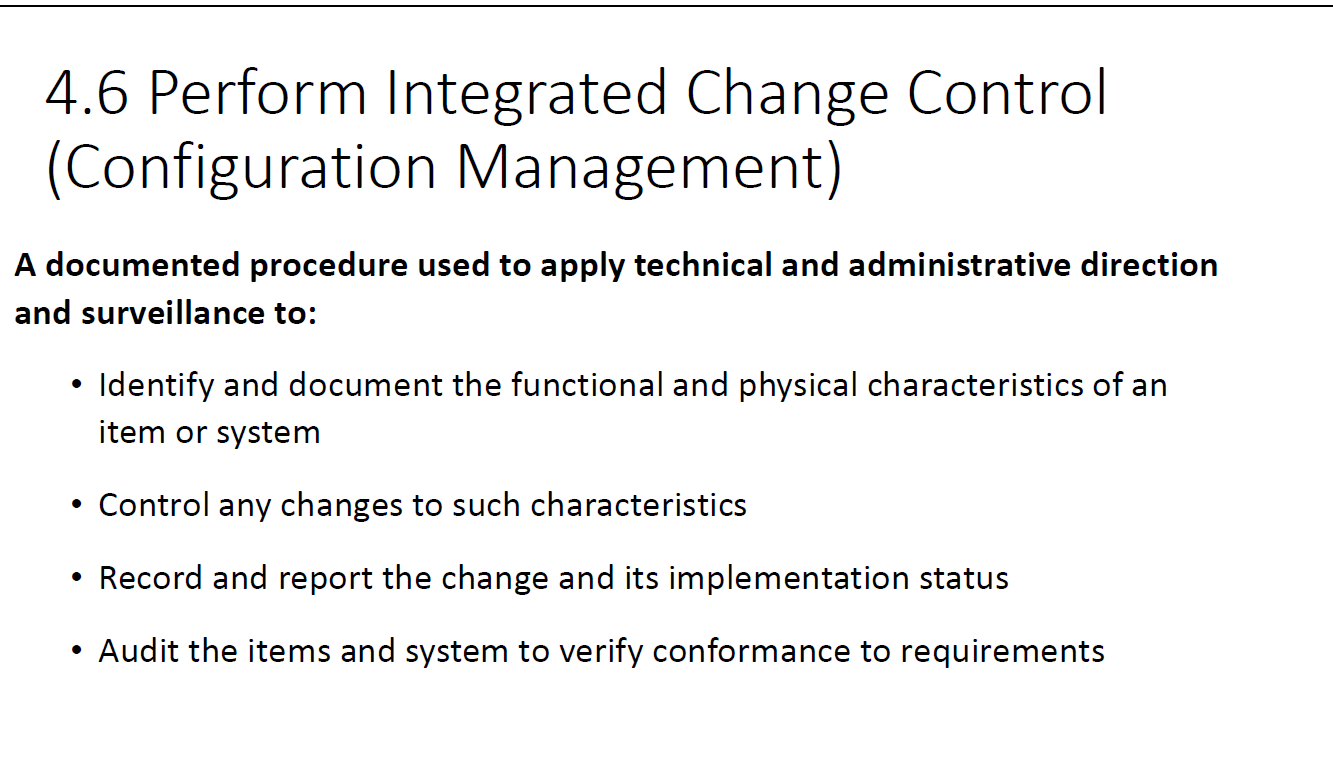 4.6 Perform Integrated Change Control
(Configuration Management)
A documented procedure used to apply technical and administrative direction
and surveillance to:
• Identify and document the functional and physical characteristics of an
item or system
• Control any changes to such characteristics
• Record and report the change and its implementation status
• Audit the items and system to verify conformance to requirements